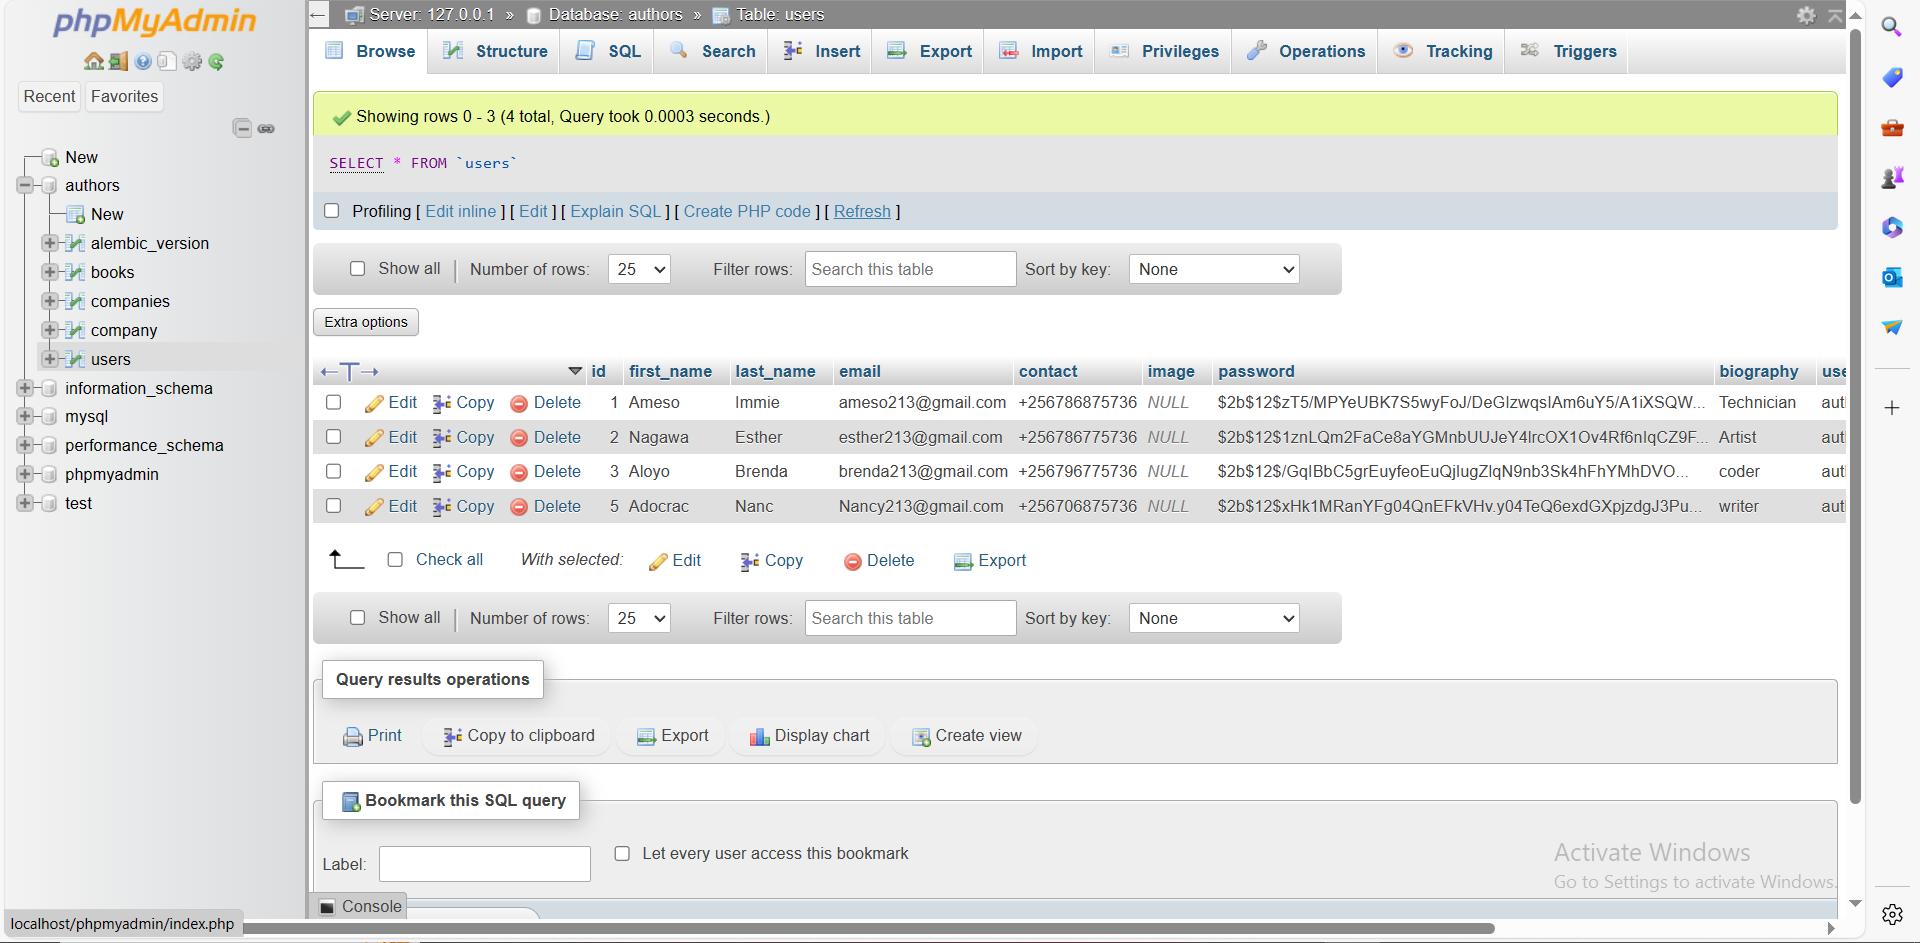 phpMyAdmin
Recent Favorites
New
authors
New
alembic_version
books
companies
company
users
information_schema
mysql
performance_schema
phpmyadmin
test
localhost/phpmyadmin/index.php
Server: 127.0.0.1 » Database: authors » Table: users
Browse Structure SQL Search Insert Export Import Privileges Operations Tracking Triggers
Showing rows 0 - 3 (4 total, Query took 0.0003 seconds.)
SELECT * FROM `users`
Profiling [ Edit inline ] [ Edit ] [ Explain SQL ] [ Create PHP code ] [ Refresh ]
Show all Number of rows: 25 Filter rows: Search this table Sort by key: None
Extra options
id first_name last_name email contact image password biography use
Edit Copy Delete 1 Ameso Immie ameso213@gmail.com +256786875736 NULL $2b$12$zT5/MPYeUBK7S5wyFoJ/DeGlzwqsIAm6uY5/A1iXSQW... Technician aut
Edit Copy Delete 2 Nagawa Esther esther213@gmail.com +256786775736 NULL $2b$12$1znLQm2FaCe8aYGMnbUUJeY4lrcOX1Ov4Rf6nIqCZ9F... Artist aut
Edit Copy Delete 3 Aloyo Brenda brenda213@gmail.com +256796775736 NULL $2b$12$/GqIBbC5grEuyfeoEuQjlugZlqN9nb3Sk4hFhYMhDVO... coder aut
Edit Copy Delete 5 Adocrac Nanc Nancy213@gmail.com +256706875736 NULL $2b$12$xHk1MRanYFg04QnEFkVHv.y04TeQ6exdGXpjzdgJ3Pu... writer aut
Check all With selected: Edit Copy Delete Export
Show all Number of rows: 25 Filter rows: Search this table Sort by key: None
Query results operations
Print Copy to clipboard Export Display chart Create view
Bookmark this SQL query
Label: Let every user access this bookmark
Console
Activate Windows
Go to Settings to activate Windows.